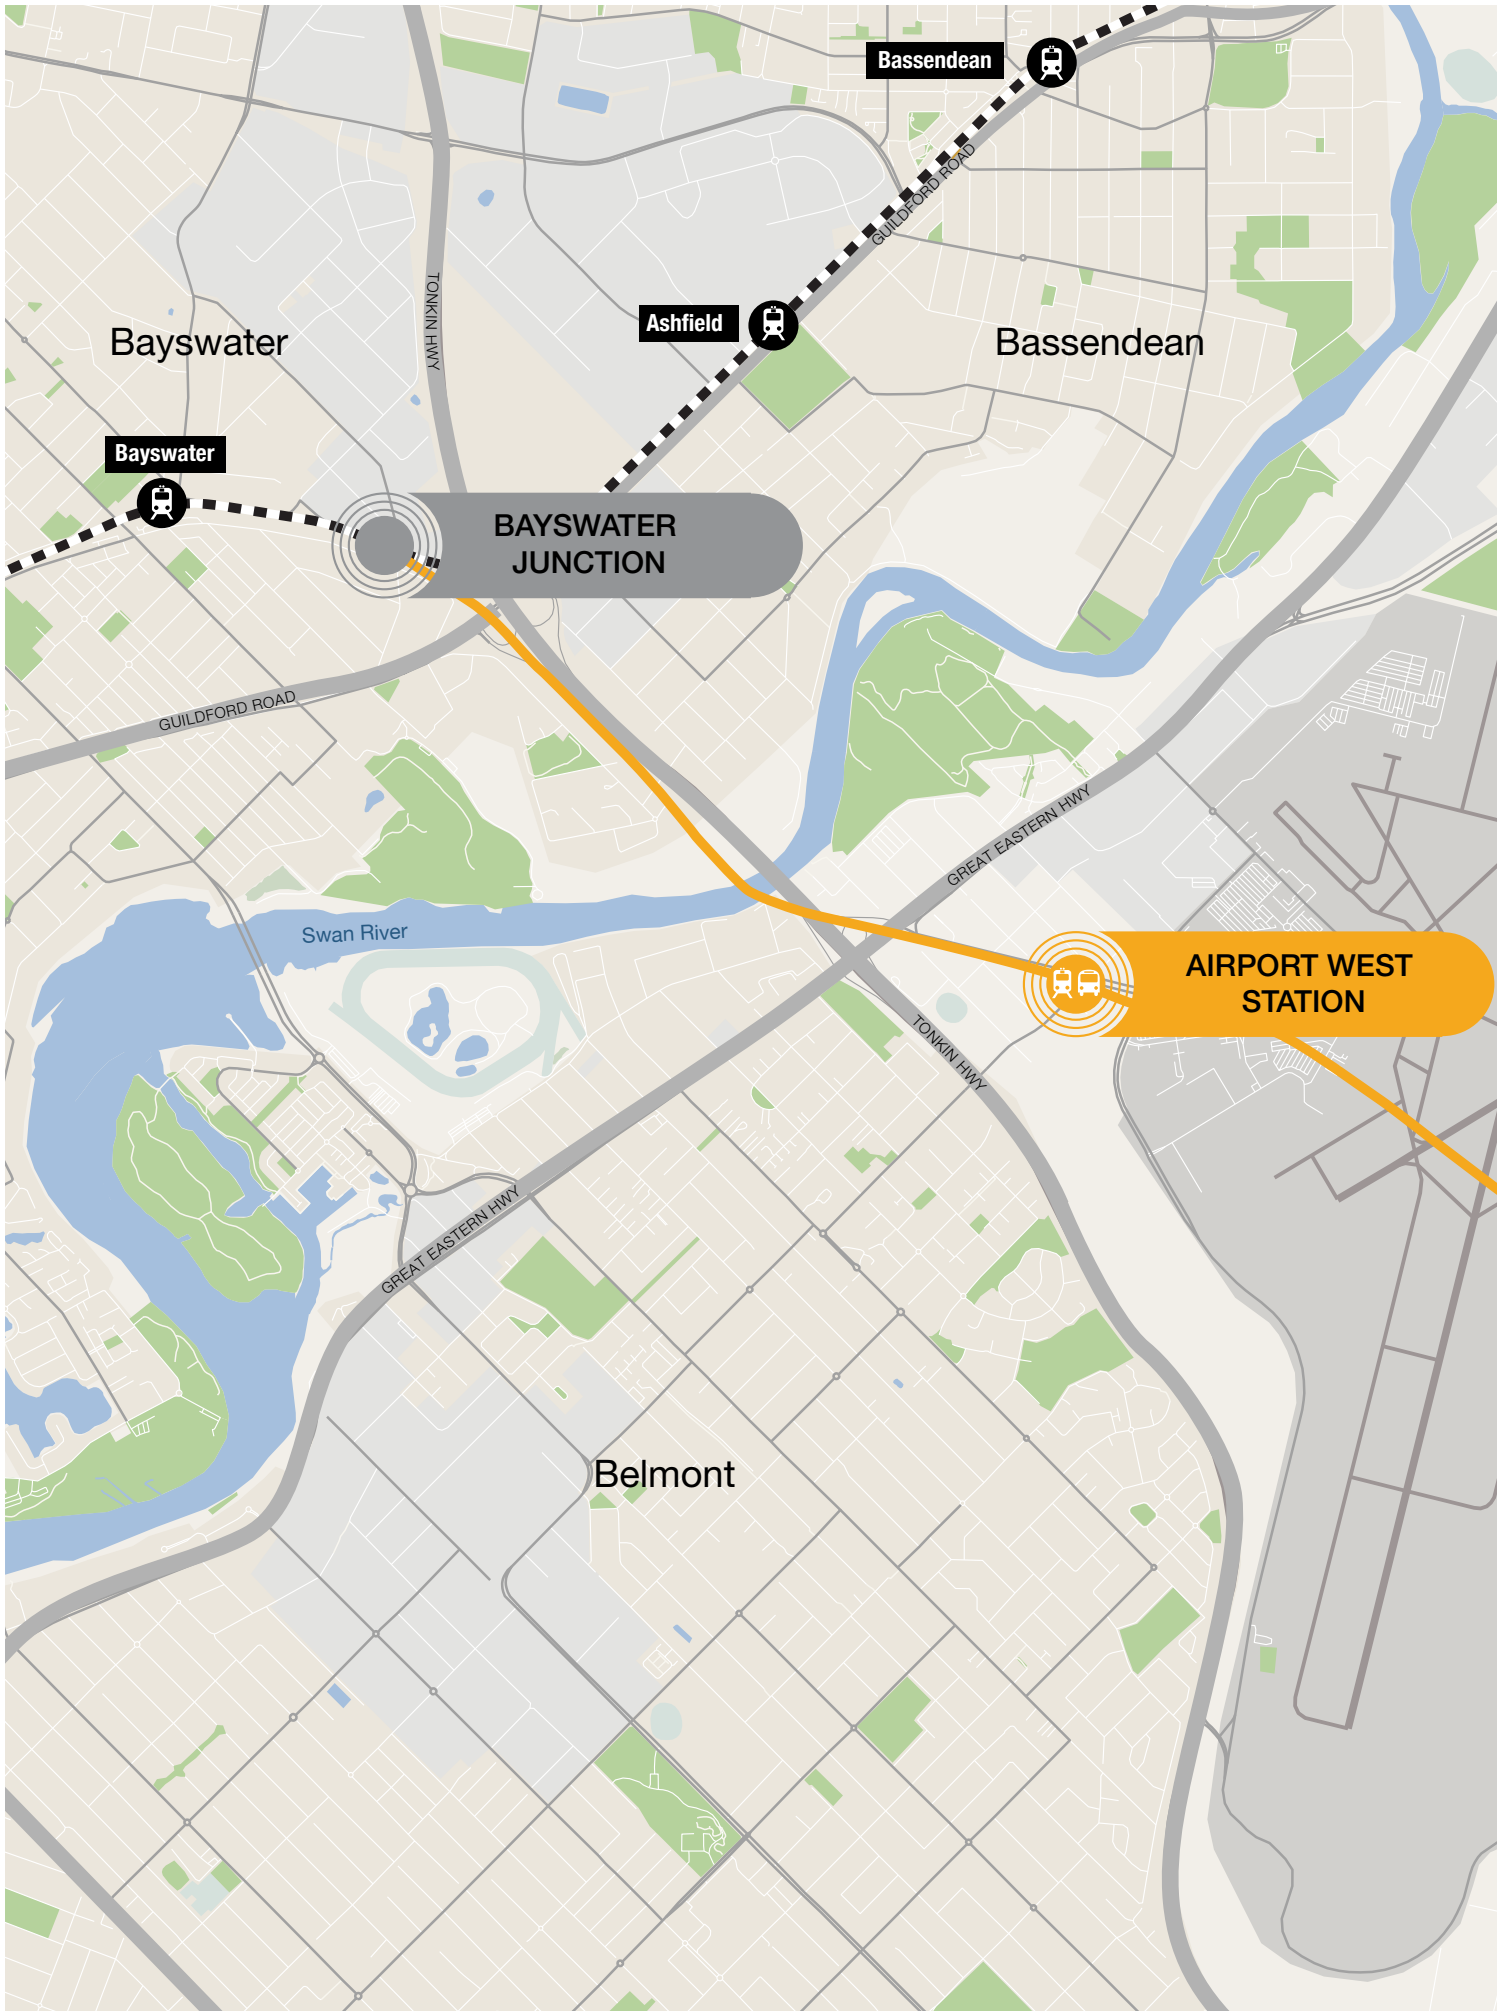 Bassendean
GUILDFORD ROAD
TONKIN HWY
Ashfield
Bayswater
Bassendean
Bayswater
BAYSWATER
JUNCTION
GUILDFORD ROAD
GREAT EASTERN HWY
Swan River
AIRPORT WEST
STATION
TONKIN HWY
GREAT EASTERN HWY
Belmont